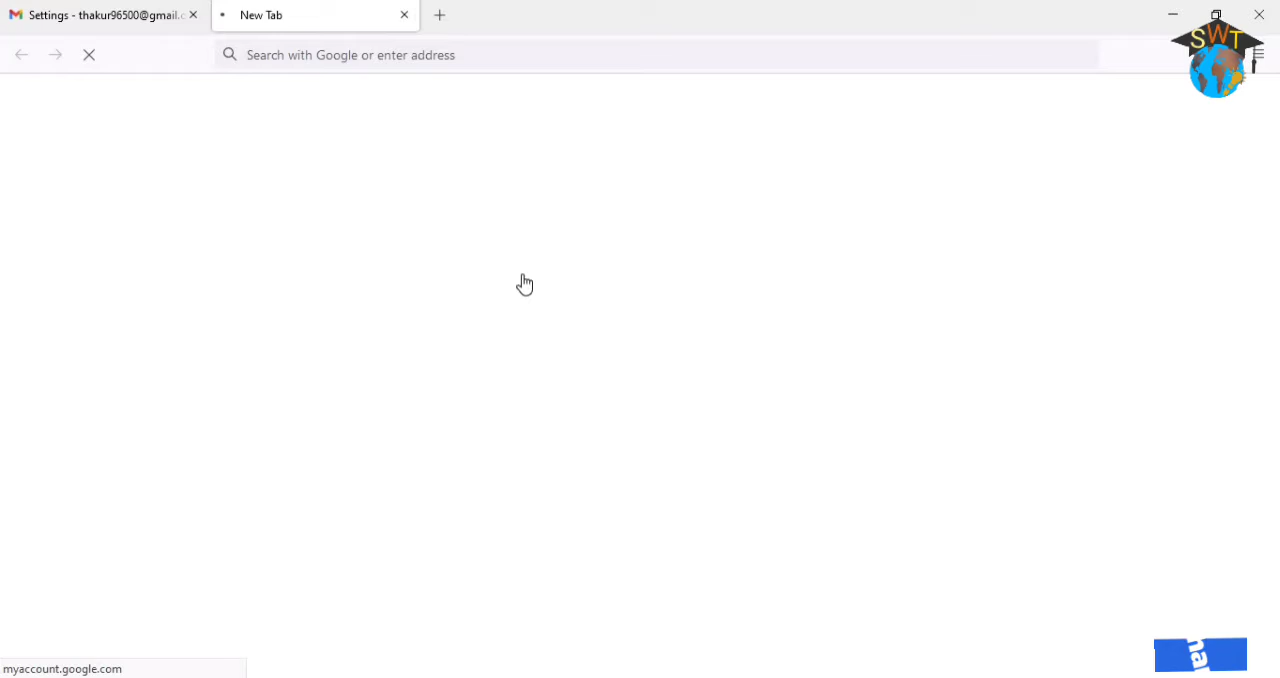 Settings - thakur96500@gmail.c
New Tab
Search with Google or enter address
SWT
myaccount.google.com